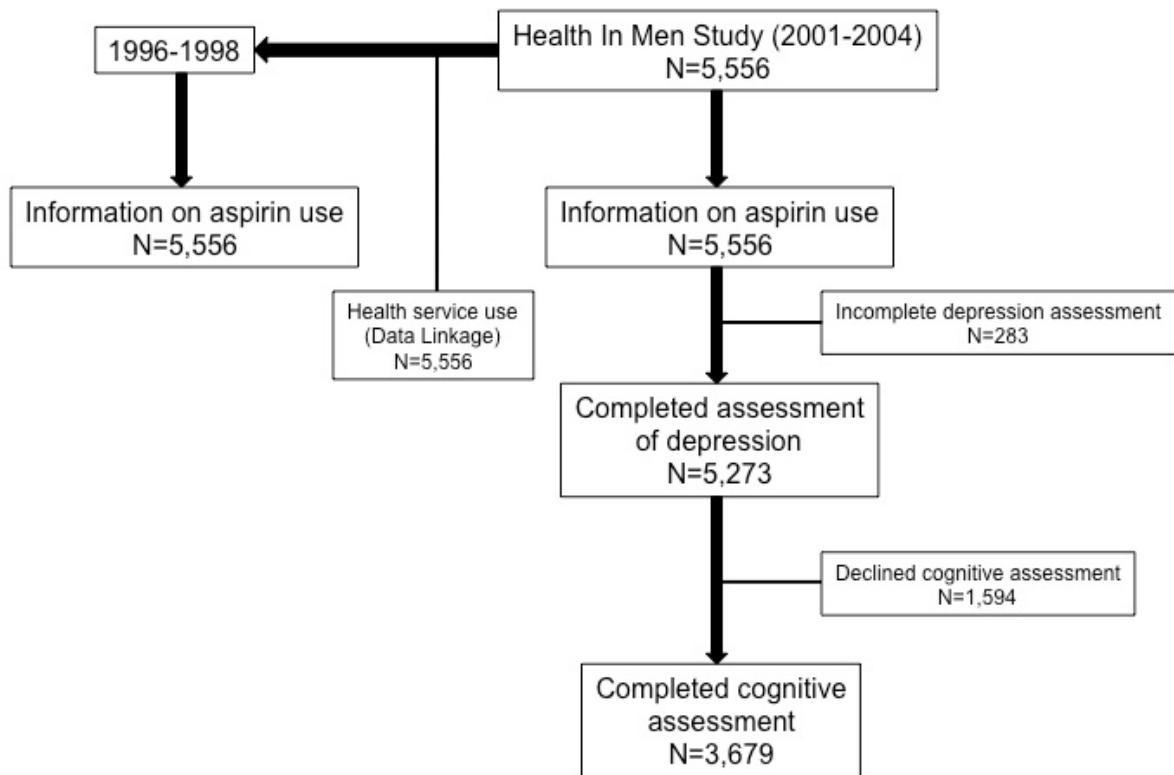 1996-1998
Health In Men Study (2001-2004)
N=5,556
Information on aspirin use
N=5,556
Information on aspirin use
N=5,556
Health service use
(Data Linkage)
N=5,556
Incomplete depression assessment
N=283
Completed assessment
of depression
N=5,273
Declined cognitive assessment
N=1,594
Completed cognitive
assessment
N=3,679